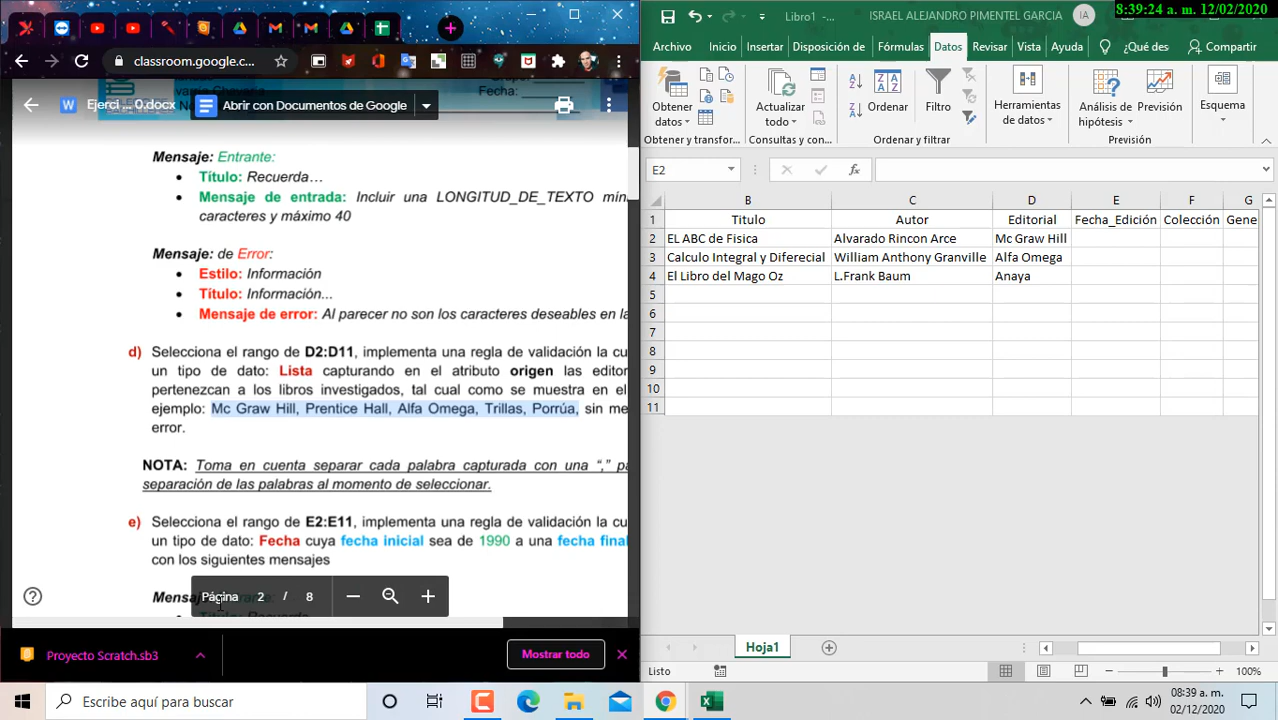 8:39:24 a. m. 12/02/2020
classroom.google.c...
Grupo:
Fecha:
Ejerci ... 0.docx
Abrir con Documentos de Google
Mensaje: Entrante:
• Título: Recuerda…
• Mensaje de entrada: Incluir una LONGITUD_DE_TEXTO mín
caracteres y máximo 40
Mensaje: de Error:
• Estilo: Información
• Título: Información...
• Mensaje de error: Al parecer no son los caracteres deseables en la
d) Selecciona el rango de D2:D11, implementa una regla de validación la cu
un tipo de dato: Lista capturando en el atributo origen las editor
pertenezcan a los libros investigados, tal cual como se muestra en el
ejemplo: Mc Graw Hill, Prentice Hall, Alfa Omega, Trillas, Porrúa, sin me
error.
NOTA: Toma en cuenta separar cada palabra capturada con una “,” pa
separación de las palabras al momento de seleccionar.
e) Selecciona el rango de E2:E11, implementa una regla de validación la cu
un tipo de dato: Fecha cuya fecha inicial sea de 1990 a una fecha final
con los siguientes mensajes
Página 2 / 8
Proyecto Scratch.sb3
Mostrar todo
Libro1 -...
ISRAEL ALEJANDRO PIMENTEL GARCIA
IA
Archivo Inicio Insertar Disposición de Fórmulas Datos Revisar Vista Ayuda ¿Qué des Compartir
Obtener datos
Actualizar todo
Ordenar
Filtro
Herramientas de datos
Análisis de hipótesis
Previsión
Esquema
Obtener y transfor... Consultas y con... Ordenar y filtrar Previsión
E2
fx
B C D E F G
1 Titulo Autor Editorial Fecha_Edición Colección Gene
2 EL ABC de Fisica Alvarado Rincon Arce Mc Graw Hill
3 Calculo Integral y Diferecial William Anthony Granville Alfa Omega
4 El Libro del Mago Oz L.Frank Baum Anaya
5
6
7
8
9
10
11
Hoja1
Listo
100%
Escribe aquí para buscar
08:39 a. m.
02/12/2020